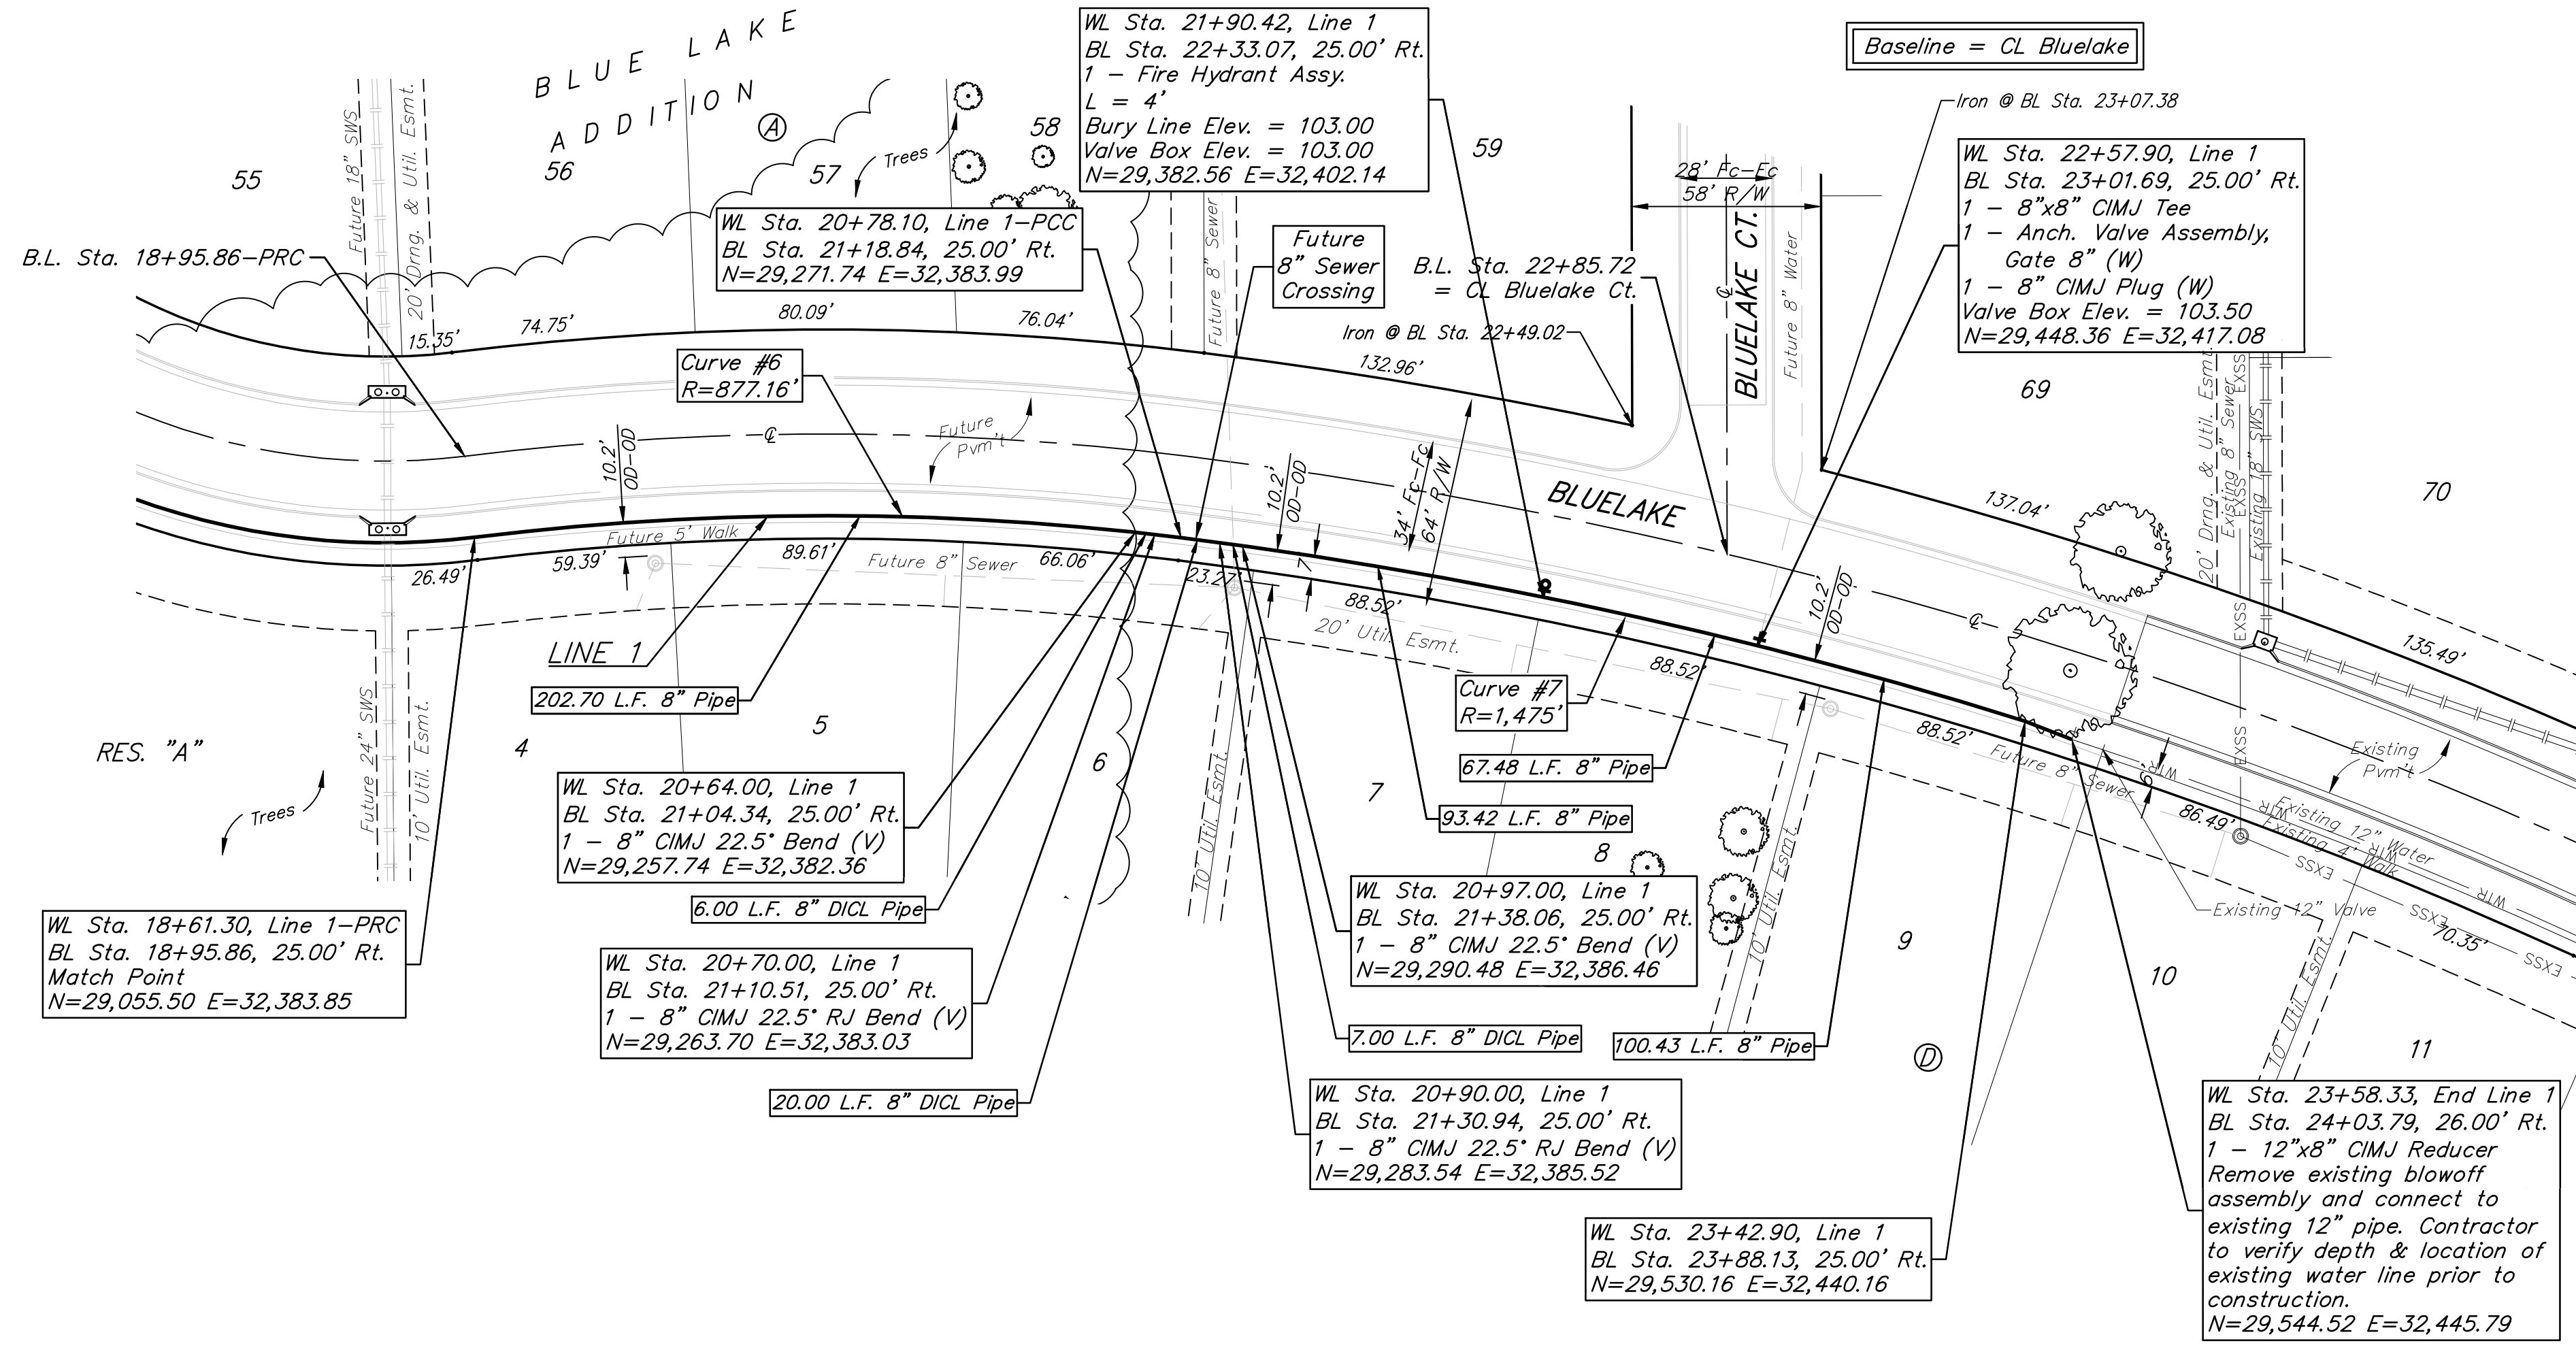 BLUE LAKE
ADDITION
A
55
56
57
58
59
69
70
Trees
Future 18" SWS
20' Drng. & Util. Esmt.
B.L. Sta. 18+95.86-PRC
WL Sta. 20+78.10, Line 1-PCC
BL Sta. 21+18.84, 25.00' Rt.
N=29,271.74 E=32,383.99
WL Sta. 21+90.42, Line 1
BL Sta. 22+33.07, 25.00' Rt.
1 - Fire Hydrant Assy.
L = 4'
Bury Line Elev. = 103.00
Valve Box Elev. = 103.00
N=29,382.56 E=32,402.14
Future 8" Sewer
Future
8" Sewer
Crossing
B.L. Sta. 22+85.72
= CL Bluelake Ct.
Iron @ BL Sta. 22+49.02
28' Fc-Fc
58' R/W
BLUELAKE CT.
℄
Future 8" Water
Baseline = CL Bluelake
Iron @ BL Sta. 23+07.38
WL Sta. 22+57.90, Line 1
BL Sta. 23+01.69, 25.00' Rt.
1 - 8"x8" CIMJ Tee
1 - Anch. Valve Assembly,
Gate 8" (W)
1 - 8" CIMJ Plug (W)
Valve Box Elev. = 103.50
N=29,448.36 E=32,417.08
20' Drng. & Util. Esmt.
Existing 8" Sewer
EXSS
EXSS
EXSS
Existing 18" SWS
15.35'
74.75'
80.09'
76.04'
132.96'
137.04'
135.49'
Curve #6
R=877.16'
Future
Pvm't
℄
10.2'
OD-OD
10.2'
OD-OD
34' Fc-Fc
64' R/W
BLUELAKE
10.2'
OD-OD
℄
7'
Future 5' Walk
26.49'
59.39'
89.61'
66.06'
23.27'
88.52'
88.52'
88.52'
86.49'
70.35'
Future 8" Sewer
20' Util. Esmt.
LINE 1
202.70 L.F. 8" Pipe
Curve #7
R=1,475'
67.48 L.F. 8" Pipe
93.42 L.F. 8" Pipe
EXSS
EXSS
Existing
Pvm't
6'
WTR
WTR
WTR
WTR
Existing 12" Water
Existing 4' Walk
Future 8" Sewer
EXSS
EXSS
EXSS
Existing 12" Valve
RES. "A"
Trees
Future 24" SWS
10' Util. Esmt.
4
5
6
7
8
9
10
11
D
10' Util. Esmt.
10' Util. Esmt.
10' Util. Esmt.
WL Sta. 20+64.00, Line 1
BL Sta. 21+04.34, 25.00' Rt.
1 - 8" CIMJ 22.5° Bend (V)
N=29,257.74 E=32,382.36
6.00 L.F. 8" DICL Pipe
WL Sta. 18+61.30, Line 1-PRC
BL Sta. 18+95.86, 25.00' Rt.
Match Point
N=29,055.50 E=32,383.85
WL Sta. 20+70.00, Line 1
BL Sta. 21+10.51, 25.00' Rt.
1 - 8" CIMJ 22.5° RJ Bend (V)
N=29,263.70 E=32,383.03
20.00 L.F. 8" DICL Pipe
WL Sta. 20+97.00, Line 1
BL Sta. 21+38.06, 25.00' Rt.
1 - 8" CIMJ 22.5° Bend (V)
N=29,290.48 E=32,386.46
7.00 L.F. 8" DICL Pipe
100.43 L.F. 8" Pipe
WL Sta. 20+90.00, Line 1
BL Sta. 21+30.94, 25.00' Rt.
1 - 8" CIMJ 22.5° RJ Bend (V)
N=29,283.54 E=32,385.52
WL Sta. 23+42.90, Line 1
BL Sta. 23+88.13, 25.00' Rt.
N=29,530.16 E=32,440.16
WL Sta. 23+58.33, End Line 1
BL Sta. 24+03.79, 26.00' Rt.
1 - 12"x8" CIMJ Reducer
Remove existing blowoff
assembly and connect to
existing 12" pipe. Contractor
to verify depth & location of
existing water line prior to
construction.
N=29,544.52 E=32,445.79